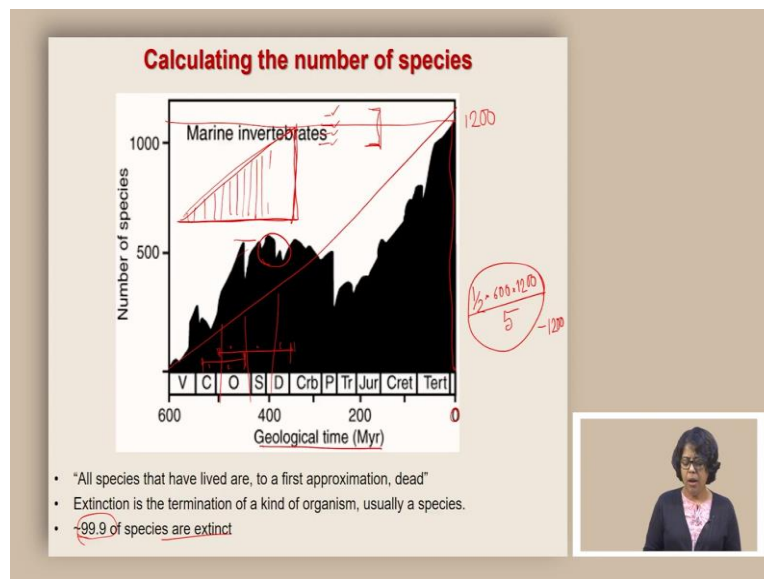 Calculating the number of species
Marine invertebrates
1000
500
Number of species
1200
1/2 × 600 × 1200
5
-1200
V C O S D Crb P Tr Jur Cret Tert
600 400 200 0
Geological time (Myr)
• "All species that have lived are, to a first approximation, dead"
• Extinction is the termination of a kind of organism, usually a species.
• ~99.9 of species are extinct